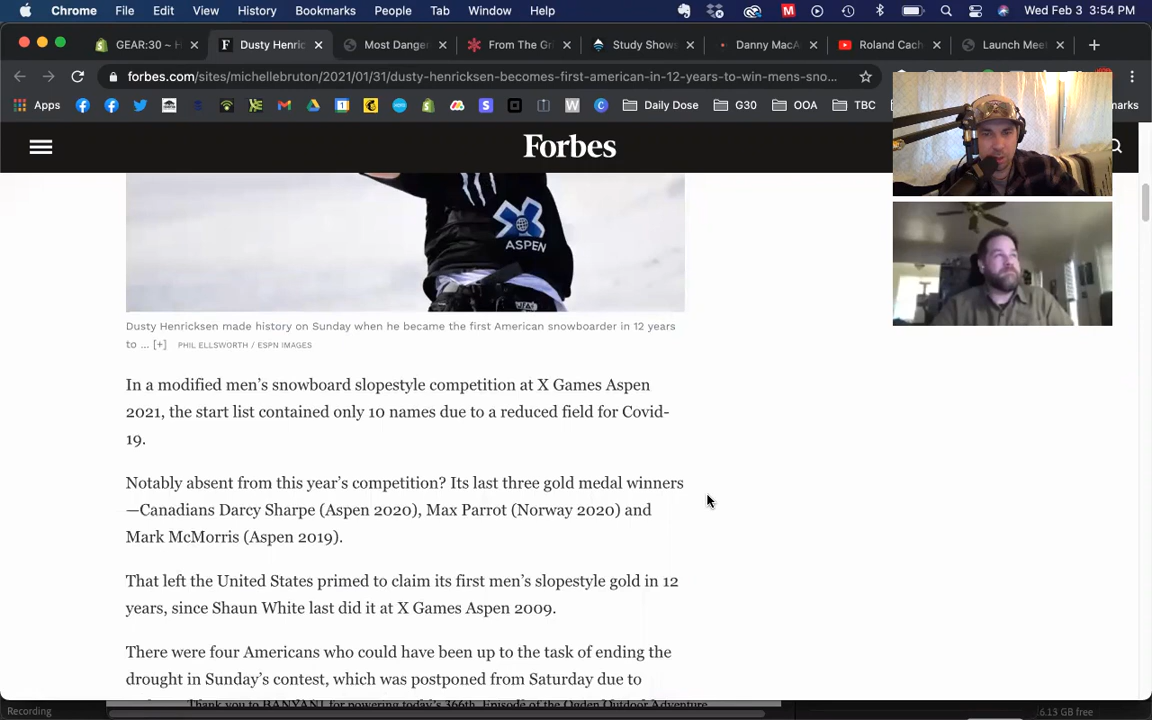 Chrome File Edit View History Bookmarks People Tab Window Help Wed Feb 3 3:54 PM
GEAR:30 ~ H Dusty Henric Most Danger From The Gr Study Shows Danny MacA Roland Cach Launch Meet
forbes.com/sites/michellebruton/2021/01/31/dusty-henricksen-becomes-first-american-in-12-years-to-win-mens-sno...
Apps Daily Dose G30 OOA TBC marks
Forbes
ASPEN
Dusty Henricksen made history on Sunday when he became the first American snowboarder in 12 years
to ... [+] PHIL ELLSWORTH / ESPN IMAGES
In a modified men's snowboard slopestyle competition at X Games Aspen
2021, the start list contained only 10 names due to a reduced field for Covid-
19.
Notably absent from this year's competition? Its last three gold medal winners
—Canadians Darcy Sharpe (Aspen 2020), Max Parrot (Norway 2020) and
Mark McMorris (Aspen 2019).
That left the United States primed to claim its first men's slopestyle gold in 12
years, since Shaun White last did it at X Games Aspen 2009.
There were four Americans who could have been up to the task of ending the
drought in Sunday's contest, which was postponed from Saturday due to
Thank you to BANYANT for powering today's 366th Episode of the Ogden Outdoor Adventure
Recording 6.13 GB free